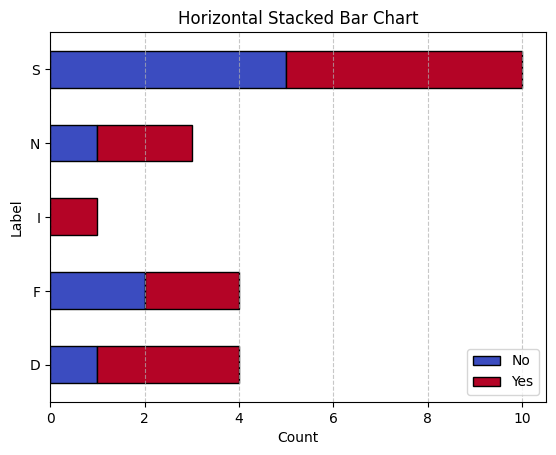 Horizontal Stacked Bar Chart
Label
S
N
I
F
D
0 2 4 6 8 10
Count
No
Yes